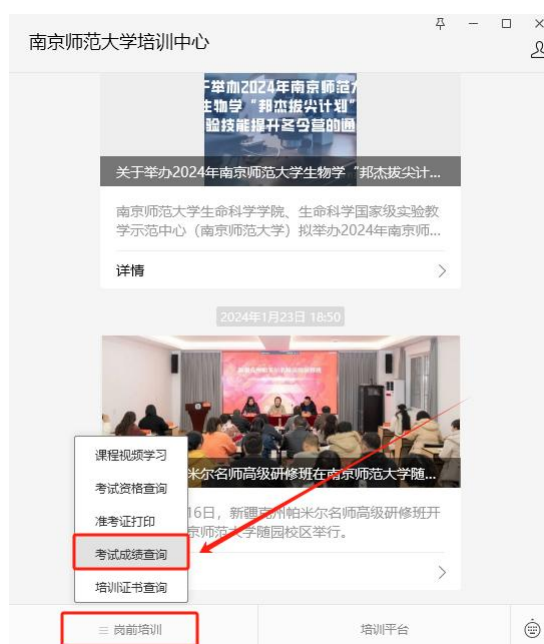 南京师范大学培训中心
于举办2024年南京师范
生物学“邦杰拔尖计划”
验技能提升冬令营的通
关于举办2024年南京师范大学生物学“邦杰拔尖计...
南京师范大学生命科学学院、生命科学国家级实验教
学示范中心（南京师范大学）拟举办2024年南京师...
详情
2024年1月23日 18:50
米尔名师高级研修班在南京师范大学随...
16日，新疆克州帕米尔名师高级研修班开
京师范大学随园校区举行。
课程视频学习
考试资格查询
准考证打印
考试成绩查询
培训证书查询
岗前培训
培训平台